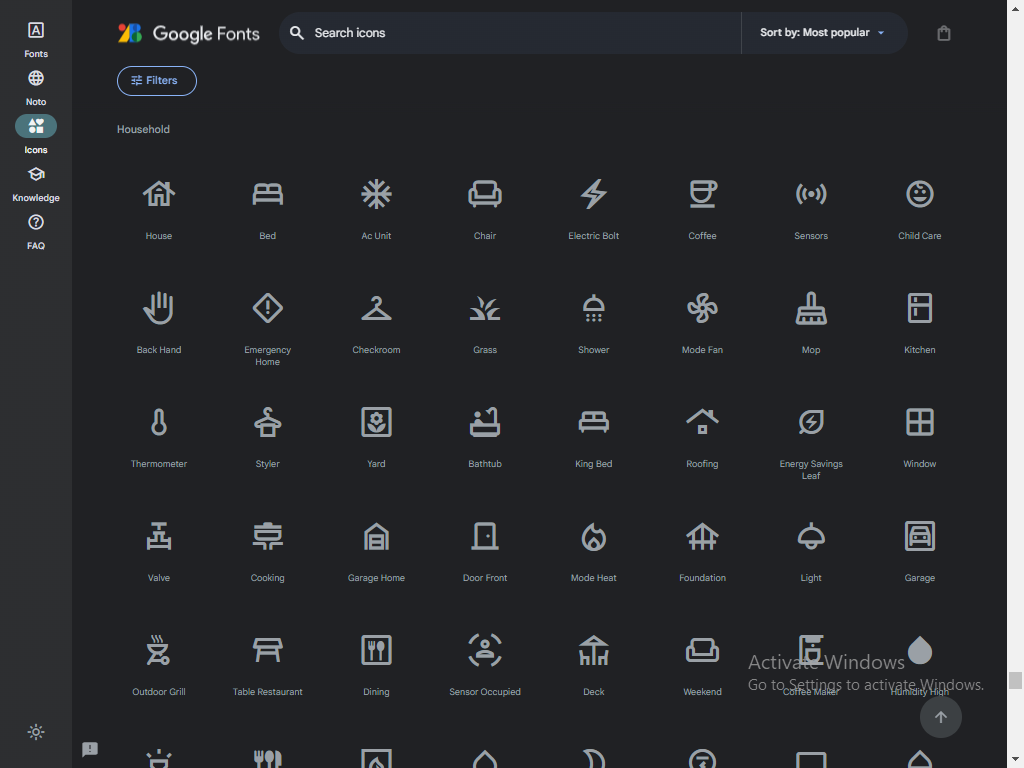 Fonts
Noto
Icons
Knowledge
FAQ
Google Fonts
Search icons
Sort by: Most popular
Filters
Household
House
Bed
Ac Unit
Chair
Electric Bolt
Coffee
Sensors
Child Care
Back Hand
Emergency
Home
Checkroom
Grass
Shower
Mode Fan
Mop
Kitchen
Thermometer
Styler
Yard
Bathtub
King Bed
Roofing
Energy Savings
Leaf
Window
Valve
Cooking
Garage Home
Door Front
Mode Heat
Foundation
Light
Garage
Outdoor Grill
Table Restaurant
Dining
Sensor Occupied
Deck
Weekend
Coffee Maker
Humidity High
Activate Windows
Go to Settings to activate Windows.